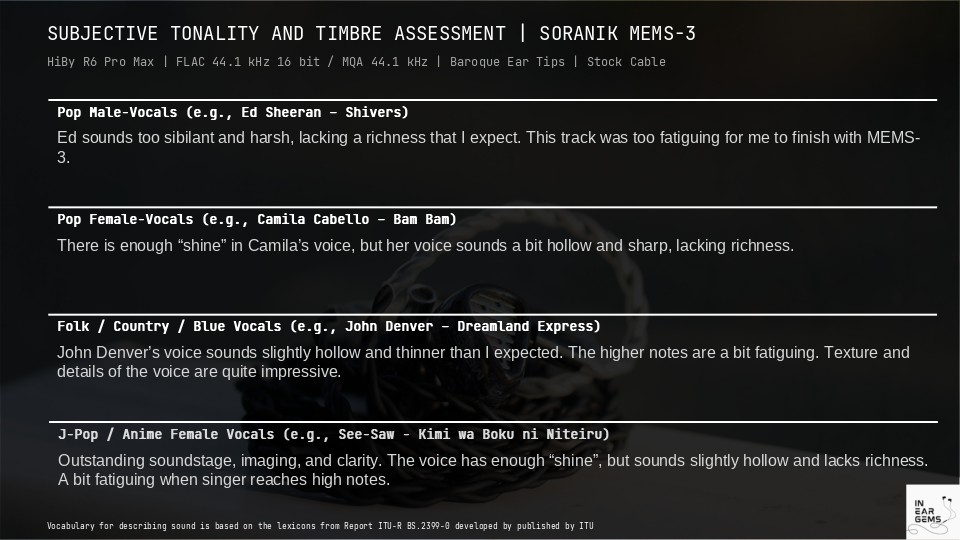 SUBJECTIVE TONALITY AND TIMBRE ASSESSMENT | SORANIK MEMS-3
HiBy R6 Pro Max | FLAC 44.1 kHz 16 bit / MQA 44.1 kHz | Baroque Ear Tips | Stock Cable
Pop Male-Vocals (e.g., Ed Sheeran – Shivers)
Ed sounds too sibilant and harsh, lacking a richness that I expect. This track was too fatiguing for me to finish with MEMS-
3.
Pop Female-Vocals (e.g., Camila Cabello – Bam Bam)
There is enough “shine” in Camila’s voice, but her voice sounds a bit hollow and sharp, lacking richness.
Folk / Country / Blue Vocals (e.g., John Denver – Dreamland Express)
John Denver’s voice sounds slightly hollow and thinner than I expected. The higher notes are a bit fatiguing. Texture and
details of the voice are quite impressive.
J-Pop / Anime Female Vocals (e.g., See-Saw - Kimi wa Boku ni Niteiru)
Outstanding soundstage, imaging, and clarity. The voice has enough “shine”, but sounds slightly hollow and lacks richness.
A bit fatiguing when singer reaches high notes.
Vocabulary for describing sound is based on the lexicons from Report ITU-R BS.2399-0 developed by published by ITU
IN
EAR
GEMS